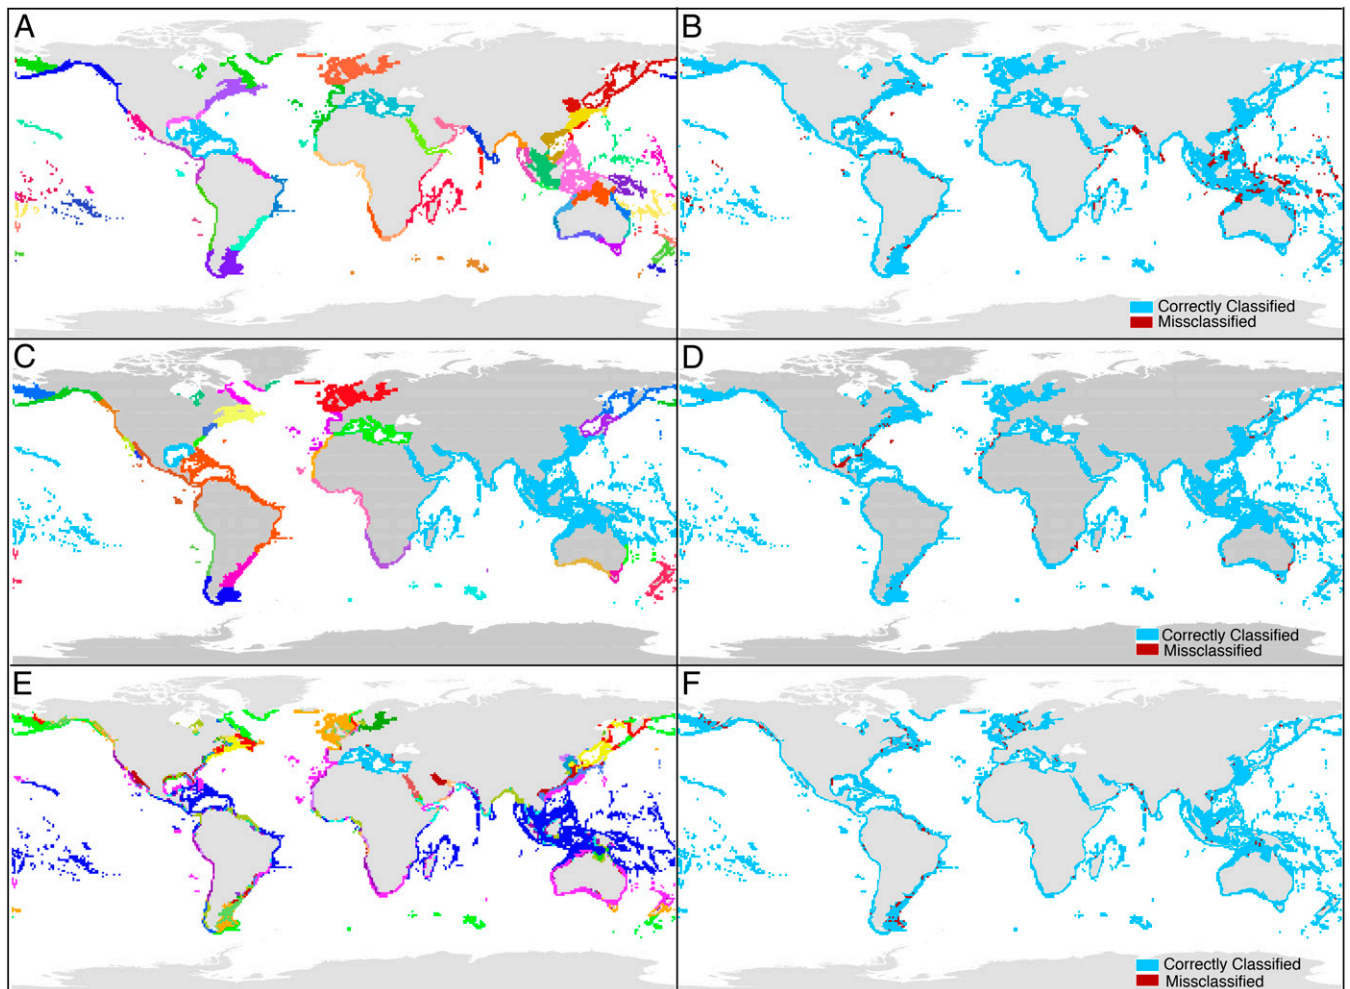 A
B
Correctly Classified
Missclassified
C
D
Correctly Classified
Missclassified
E
F
Correctly Classified
Missclassified